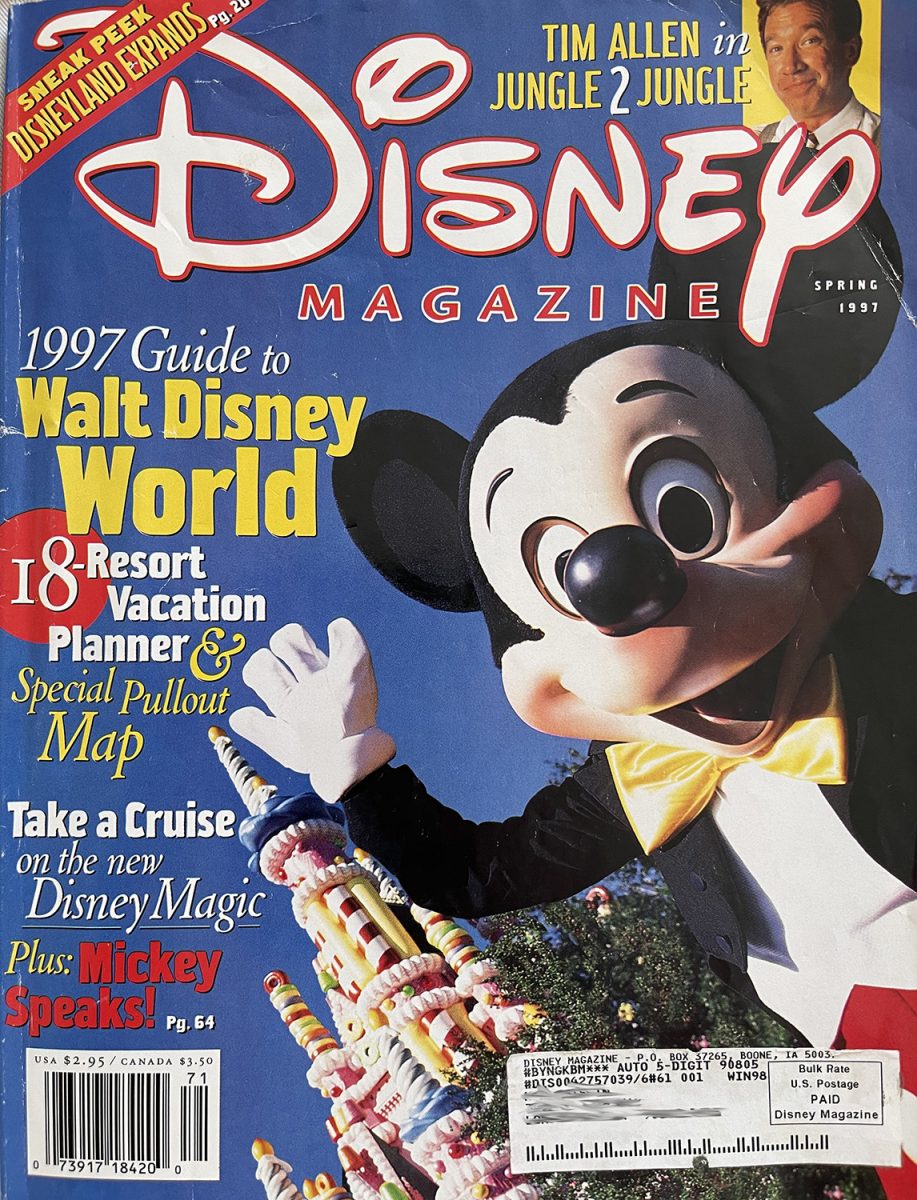 SNEAK PEEK
DISNEYLAND EXPANDS Pg. 20
TIM ALLEN in
JUNGLE 2 JUNGLE
DISNEY
MAGAZINE
SPRING
1997
1997 Guide to
Walt Disney
World
18-Resort
Vacation
Planner &
Special Pullout
Map
Take a Cruise
on the new
Disney Magic
Plus: Mickey
Speaks! Pg. 64
USA $2.95 / CANADA $3.50
71
0 73917 18420 0
DISNEY MAGAZINE - P.O. BOX 37265, BOONE, IA 5003.
#BYNGKBM*** AUTO 5-DIGIT 90805
#DIS0062757039/6#61 001 WIN98
Bulk Rate
U.S. Postage
PAID
Disney Magazine